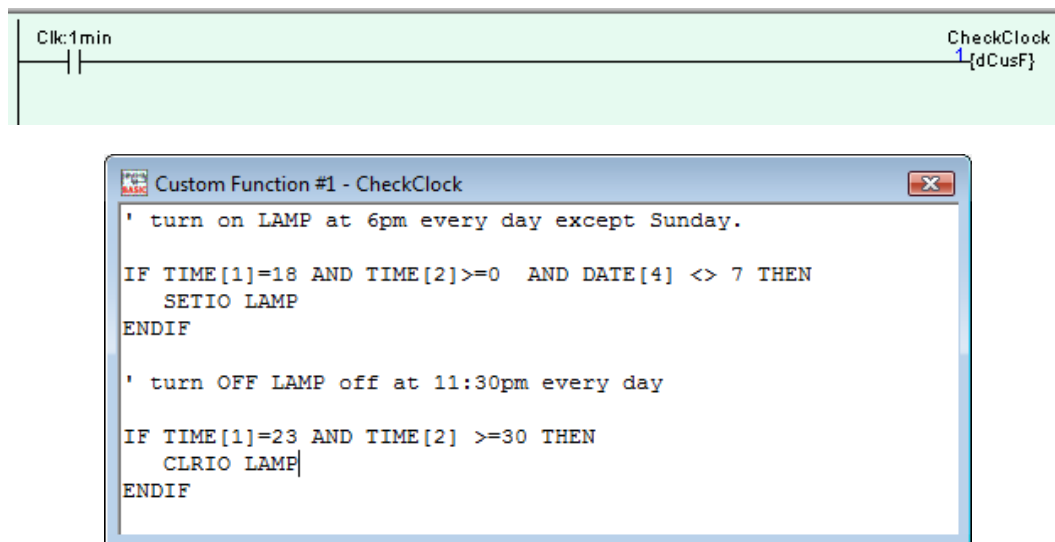 Clk:1min
CheckClock
1 {dCusF}
Custom Function #1 - CheckClock
' turn on LAMP at 6pm every day except Sunday.
IF TIME[1]=18 AND TIME[2]>=0  AND DATE[4] <> 7 THEN
   SETIO LAMP
ENDIF
' turn OFF LAMP off at 11:30pm every day
IF TIME[1]=23 AND TIME[2] >=30 THEN
   CLRIO LAMP
ENDIF